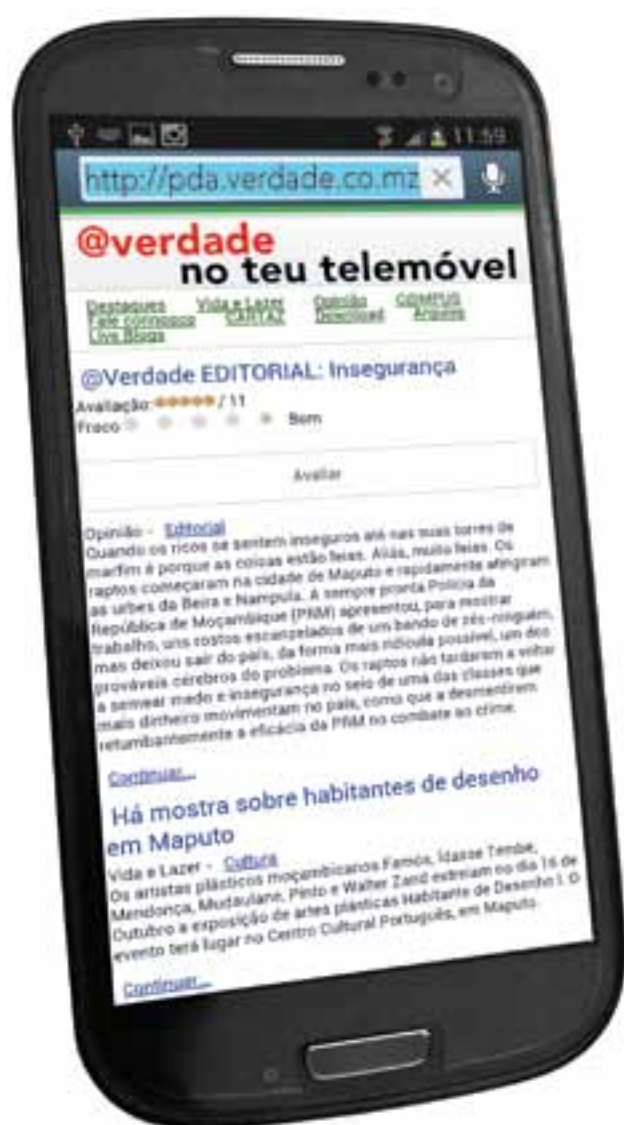 11:59
http://pda.verdade.co.mz
@verdade
no teu telemóvel
Destaques Vida e Lazer Opinião COMPUS
Fale connosco CARTAZ Download Arquivo
Live Blogs
@Verdade EDITORIAL: Insegurança
Avaliação: / 11
Fraco Bom
Avaliar
Opinião - Editorial
Quando os ricos se sentem inseguros até nas suas torres de
marfim é porque as coisas estão feias. Aliás, muito feias. Os
raptos começaram na cidade de Maputo e rapidamente atingiram
as urbes da Beira e Nampula. A sempre pronta Polícia da
República de Moçambique (PRM) apresentou, para mostrar
trabalho, uns rostos escanzelados de um bando de zés-ninguém,
mas deixou sair do país, da forma mais ridícula possível, um dos
prováveis cérebros do problema. Os raptos não tardaram a voltar
a semear medo e insegurança no seio de uma das classes que
mais dinheiro movimentam no país, como que a desmentirem
retumbantemente a eficácia da PRM no combate ao crime.
Continuar...
Há mostra sobre habitantes de desenho
em Maputo
Vida e Lazer - Cultura
Os artistas plásticos moçambicanos Famós, Idasse Tembe,
Mendonça, Mudaulane, Pinto e Walter Zand estreiam no dia 16 de
Outubro a exposição de artes plásticas Habitante de Desenho I. O
evento terá lugar no Centro Cultural Português, em Maputo.
Continuar...